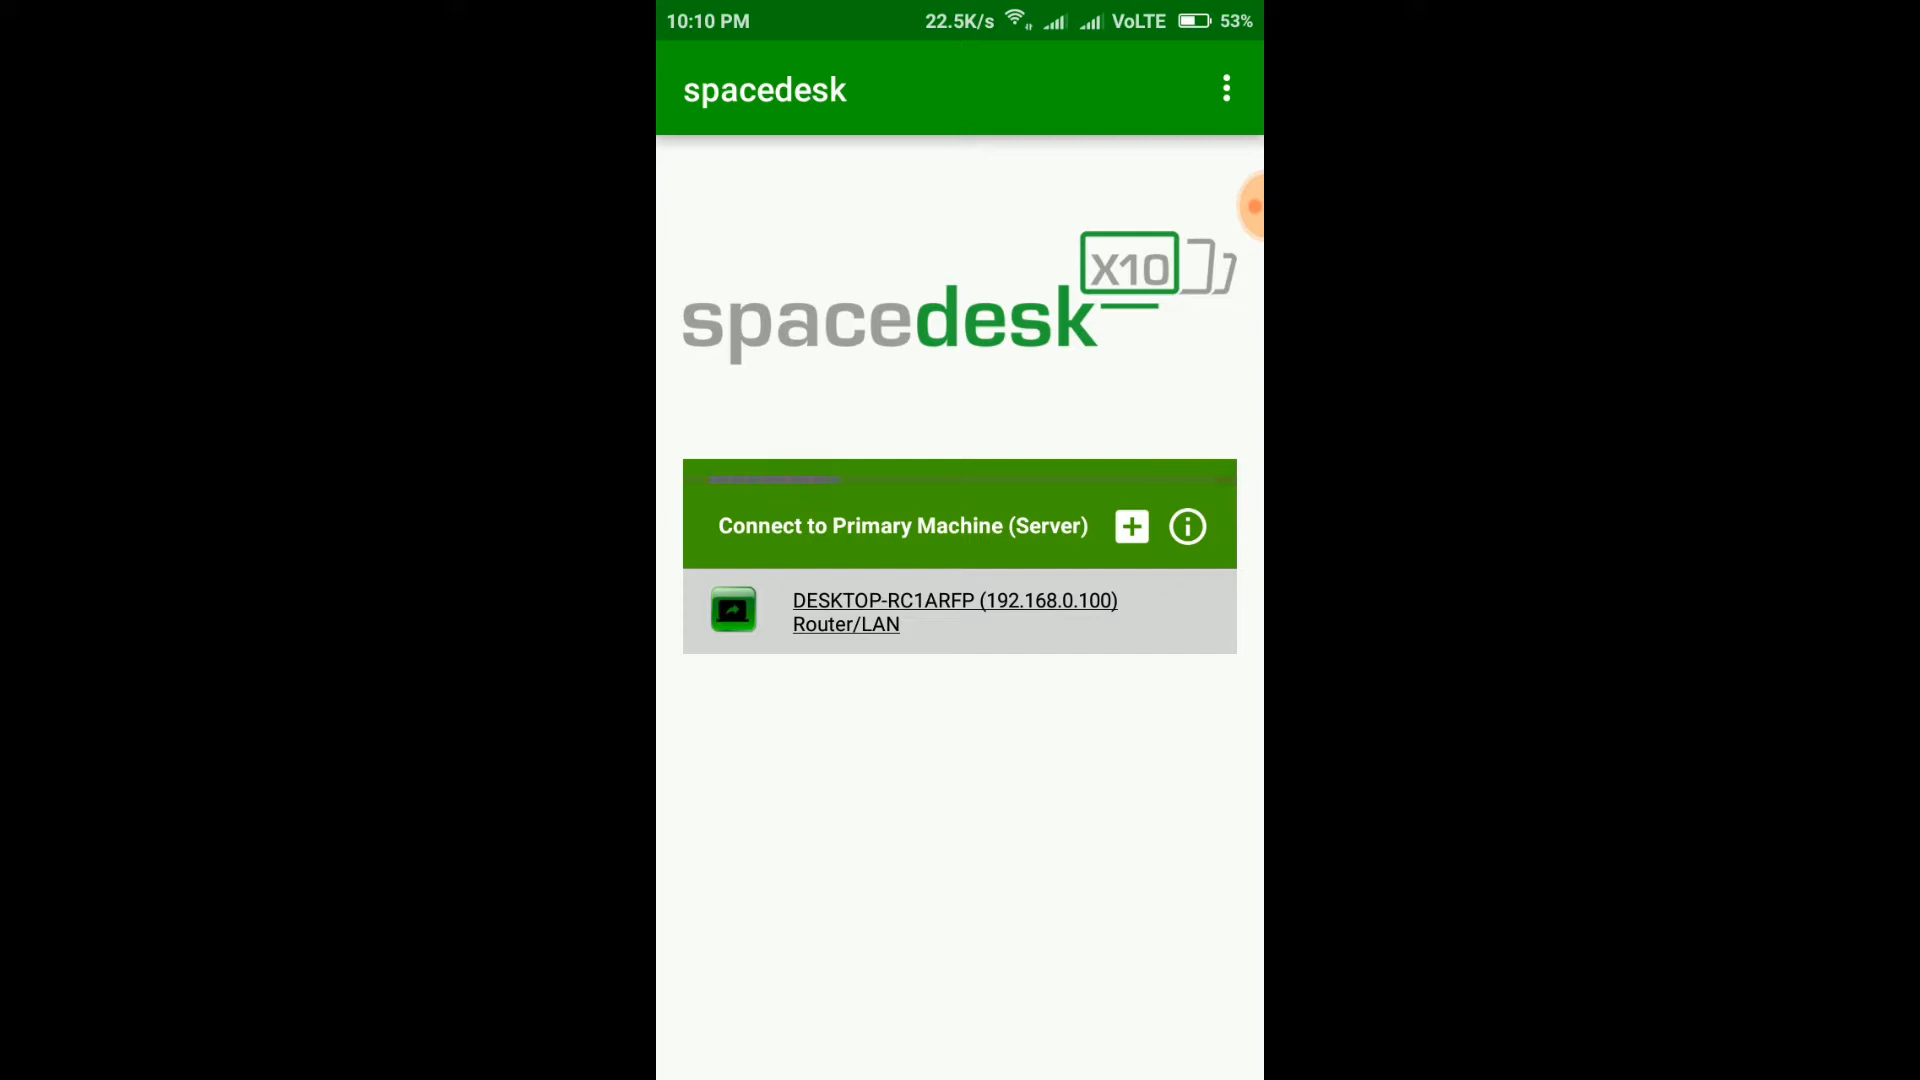 10:10 PM 22.5K/s VoLTE 53%
spacedesk
X10
spacedesk
Connect to Primary Machine (Server)
DESKTOP-RC1ARFP (192.168.0.100)
Router/LAN